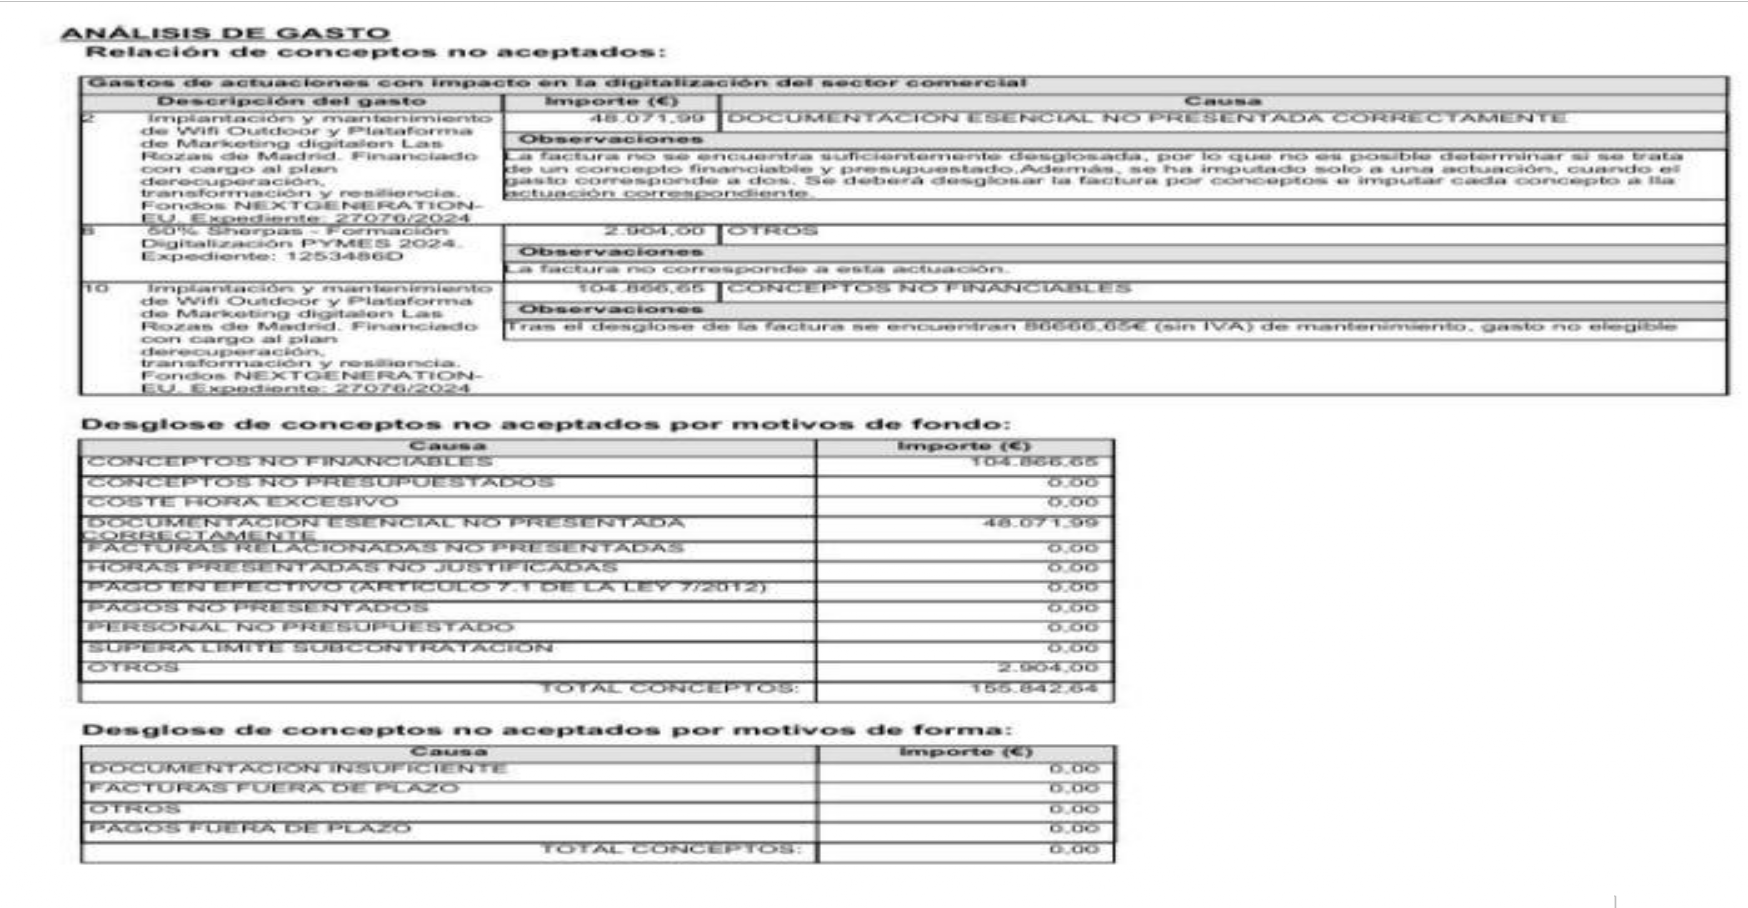 ANÁLISIS DE GASTO
Relación de conceptos no aceptados:
Gastos de actuaciones con impacto en la digitalización del sector comercial
Descripción del gasto Importe (€) Causa
2 Implantación y mantenimiento de Wifi Outdoor y Plataforma de Marketing digitalen Las Rozas de Madrid. Financiado con cargo al plan derecuperación, transformación y resiliencia. Fondos NEXTGENERATION-EU. Expediente: 27076/2024
48.071,99 DOCUMENTACIÓN ESENCIAL NO PRESENTADA CORRECTAMENTE
Observaciones
La factura no se encuentra suficientemente desglosada, por lo que no es posible determinar si se trata
de un concepto financiable y presupuestado.Además, se ha imputado solo a una actuación, cuando el
gasto corresponde a dos. Se deberá desglosar la factura por conceptos e imputar cada concepto a lla
actuación correspondiente.
8 50% Sherpas - Formación
Digitalización PYMES 2024.
Expediente: 1253486D
2.904,00 OTROS
Observaciones
La factura no corresponde a esta actuación.
10 Implantación y mantenimiento
de Wifi Outdoor y Plataforma
de Marketing digitalen Las
Rozas de Madrid. Financiado
con cargo al plan
derecuperación,
transformación y resiliencia.
Fondos NEXTGENERATION-
EU. Expediente: 27076/2024
104.866,65 CONCEPTOS NO FINANCIABLES
Observaciones
Tras el desglose de la factura se encuentran 86666,65€ (sin IVA) de mantenimiento, gasto no elegible
Desglose de conceptos no aceptados por motivos de fondo:
Causa Importe (€)
CONCEPTOS NO FINANCIABLES 104.866,65
CONCEPTOS NO PRESUPUESTADOS 0,00
COSTE HORA EXCESIVO 0,00
DOCUMENTACIÓN ESENCIAL NO PRESENTADA 48.071,99
CORRECTAMENTE
FACTURAS RELACIONADAS NO PRESENTADAS 0,00
HORAS PRESENTADAS NO JUSTIFICADAS 0,00
PAGO EN EFECTIVO (ARTÍCULO 7.1 DE LA LEY 7/2012) 0,00
PAGOS NO PRESENTADOS 0,00
PERSONAL NO PRESUPUESTADO 0,00
SUPERA LÍMITE SUBCONTRATACIÓN 0,00
OTROS 2.904,00
TOTAL CONCEPTOS: 155.842,64
Desglose de conceptos no aceptados por motivos de forma:
Causa Importe (€)
DOCUMENTACIÓN INSUFICIENTE 0,00
FACTURAS FUERA DE PLAZO 0,00
OTROS 0,00
PAGOS FUERA DE PLAZO 0,00
TOTAL CONCEPTOS: 0,00